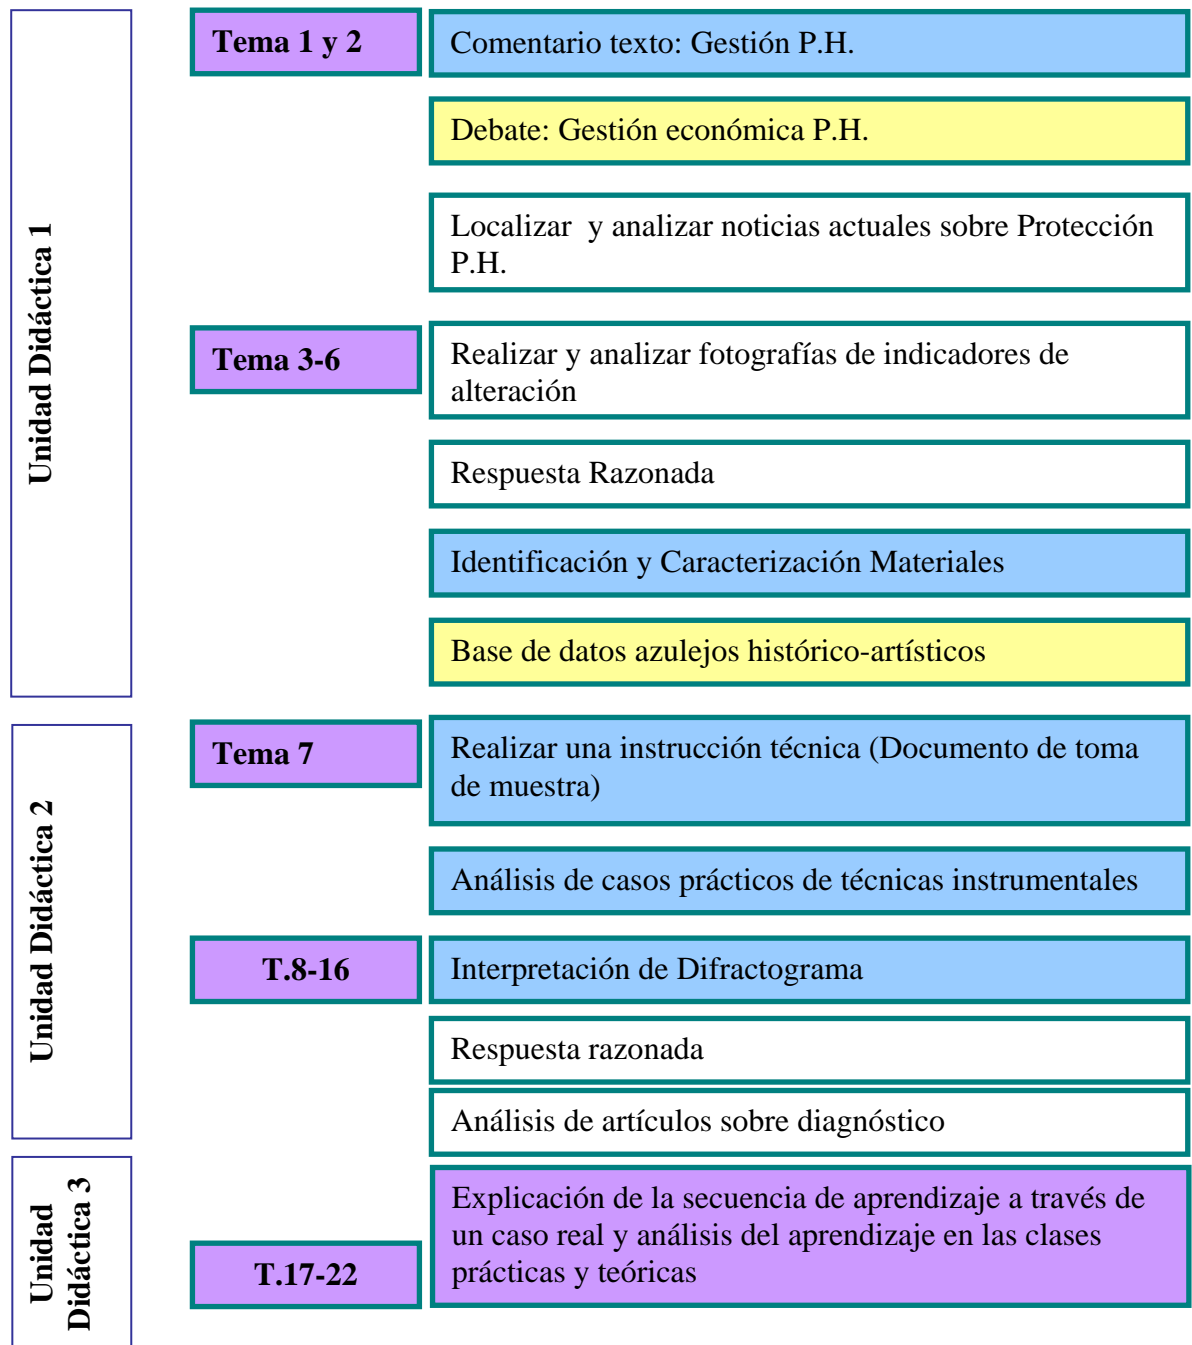 Unidad Didáctica 1
Tema 1 y 2
Comentario texto: Gestión P.H.
Debate: Gestión económica P.H.
Localizar y analizar noticias actuales sobre Protección
P.H.
Tema 3-6
Realizar y analizar fotografías de indicadores de
alteración
Respuesta Razonada
Identificación y Caracterización Materiales
Base de datos azulejos histórico-artísticos
Unidad Didáctica 2
Tema 7
Realizar una instrucción técnica (Documento de toma
de muestra)
Análisis de casos prácticos de técnicas instrumentales
T.8-16
Interpretación de Difractograma
Respuesta razonada
Análisis de artículos sobre diagnóstico
Unidad
Didáctica 3
T.17-22
Explicación de la secuencia de aprendizaje a través de
un caso real y análisis del aprendizaje en las clases
prácticas y teóricas